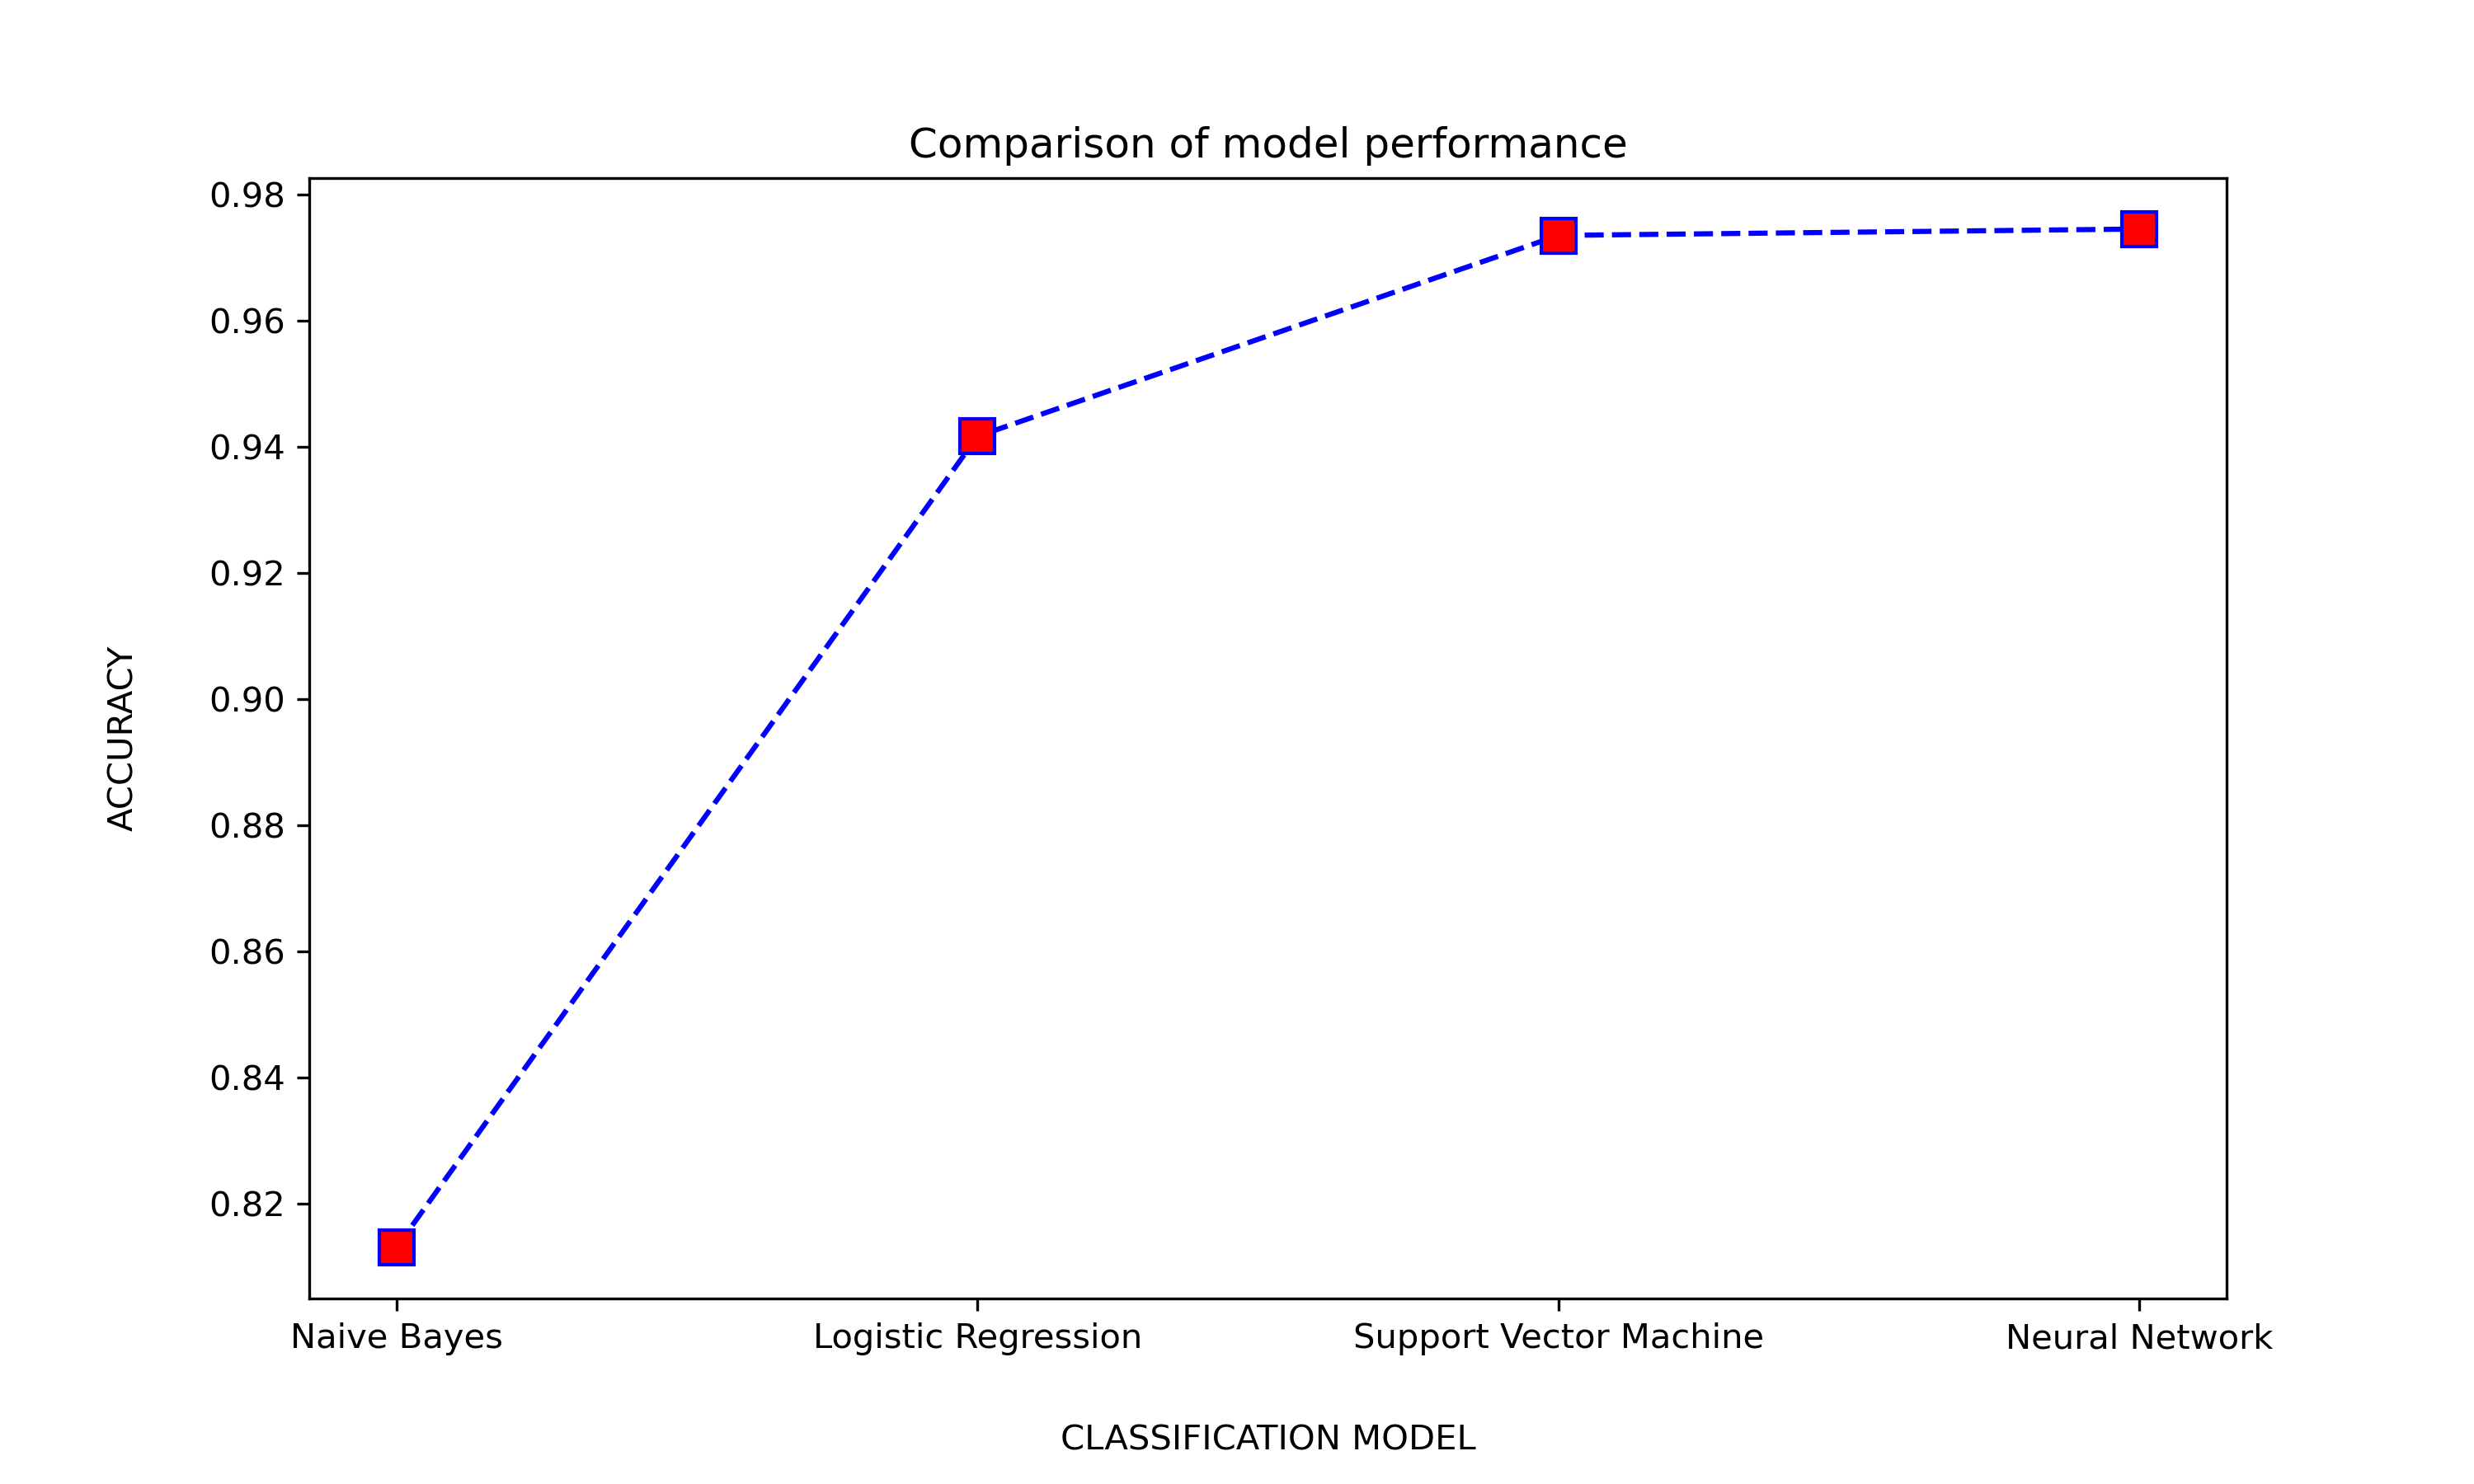 Comparison of model performance
0.98
0.96
0.94
0.92
0.90
0.88
0.86
0.84
0.82
ACCURACY
Naive Bayes Logistic Regression Support Vector Machine Neural Network
CLASSIFICATION MODEL